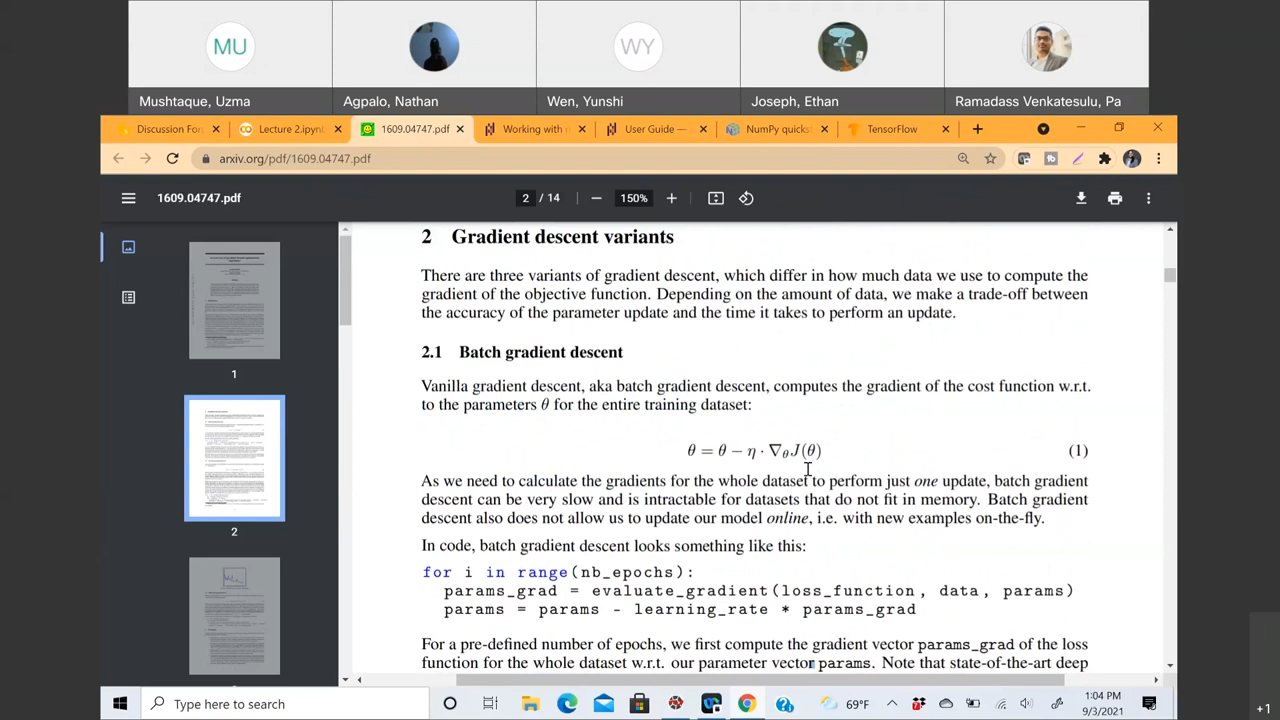 MU
WY
Mushtaque, Uzma
Agpalo, Nathan
Wen, Yunshi
Joseph, Ethan
Ramadass Venkatesulu, Pa
Discussion For
Lecture 2.ipynb
1609.04747.pdf
Working with m
User Guide —
NumPy quicks
TensorFlow
arxiv.org/pdf/1609.04747.pdf
1609.04747.pdf
2 / 14
150%
1
2
2 Gradient descent variants
There are three variants of gradient descent, which differ in how much data we use to compute the
gradient of the objective function. Depending on the amount of data, we make a trade-off between
the accuracy of the parameter update and the time it takes to perform an update.
2.1 Batch gradient descent
Vanilla gradient descent, aka batch gradient descent, computes the gradient of the cost function w.r.t.
to the parameters θ for the entire training dataset:
θ = θ − η · ∇θJ(θ) (1)
As we need to calculate the gradients for the whole dataset to perform just one update, batch gradient
descent can be very slow and is intractable for datasets that do not fit in memory. Batch gradient
descent also does not allow us to update our model online, i.e. with new examples on-the-fly.
In code, batch gradient descent looks something like this:
for i in range(nb_epochs):
params_grad = evaluate_gradient(loss_function, data, params)
params = params - learning_rate * params_grad
For a pre-defined number of epochs, we first compute the gradient vector params_grad of the loss
function for the whole dataset w.r.t. our parameter vector params. Note that state-of-the-art deep
Type here to search
69°F
1:04 PM
9/3/2021
+1